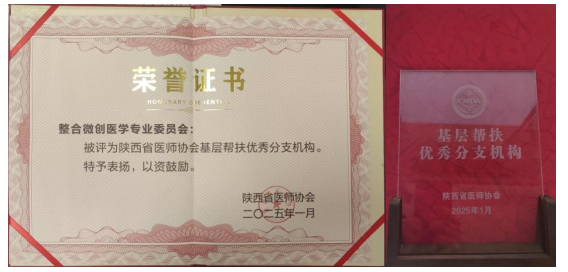 荣誉证书
HONORARY CREDENTIAL
整合微创医学专业委员会：
被评为陕西省医师协会基层帮扶优秀分支机构。
特予表扬，以资鼓励。
陕西省医师协会
二〇二五年一月
基层帮扶
优秀分支机构
陕西省医师协会
2025年1月